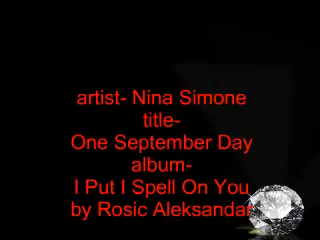 artist- Nina Simone
title-
One September Day
album-
I Put I Spell On You
by Rosic Aleksandar